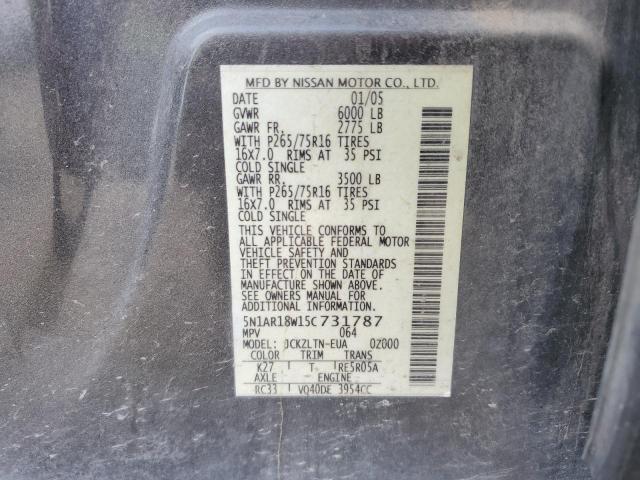 MFD BY NISSAN MOTOR CO., LTD.
DATE 01/05
GVWR 6000 LB
GAWR FR. 2775 LB
WITH P265/75R16 TIRES
16X7.0 RIMS AT 35 PSI
COLD SINGLE
GAWR RR. 3500 LB
WITH P265/75R16 TIRES
16X7.0 RIMS AT 35 PSI
COLD SINGLE
THIS VEHICLE CONFORMS TO
ALL APPLICABLE FEDERAL MOTOR
VEHICLE SAFETY AND
THEFT PREVENTION STANDARDS
IN EFFECT ON THE DATE OF
MANUFACTURE SHOWN ABOVE.
SEE OWNERS MANUAL FOR
ADDITIONAL INFORMATION.
5N1AR18W15C731787
MPV 064
MODEL: JCKZLTN-EUA 0Z000
COLOR TRIM TRANS
K27 T RE5R05A
AXLE ENGINE
RC33 VQ40DE 3954CC